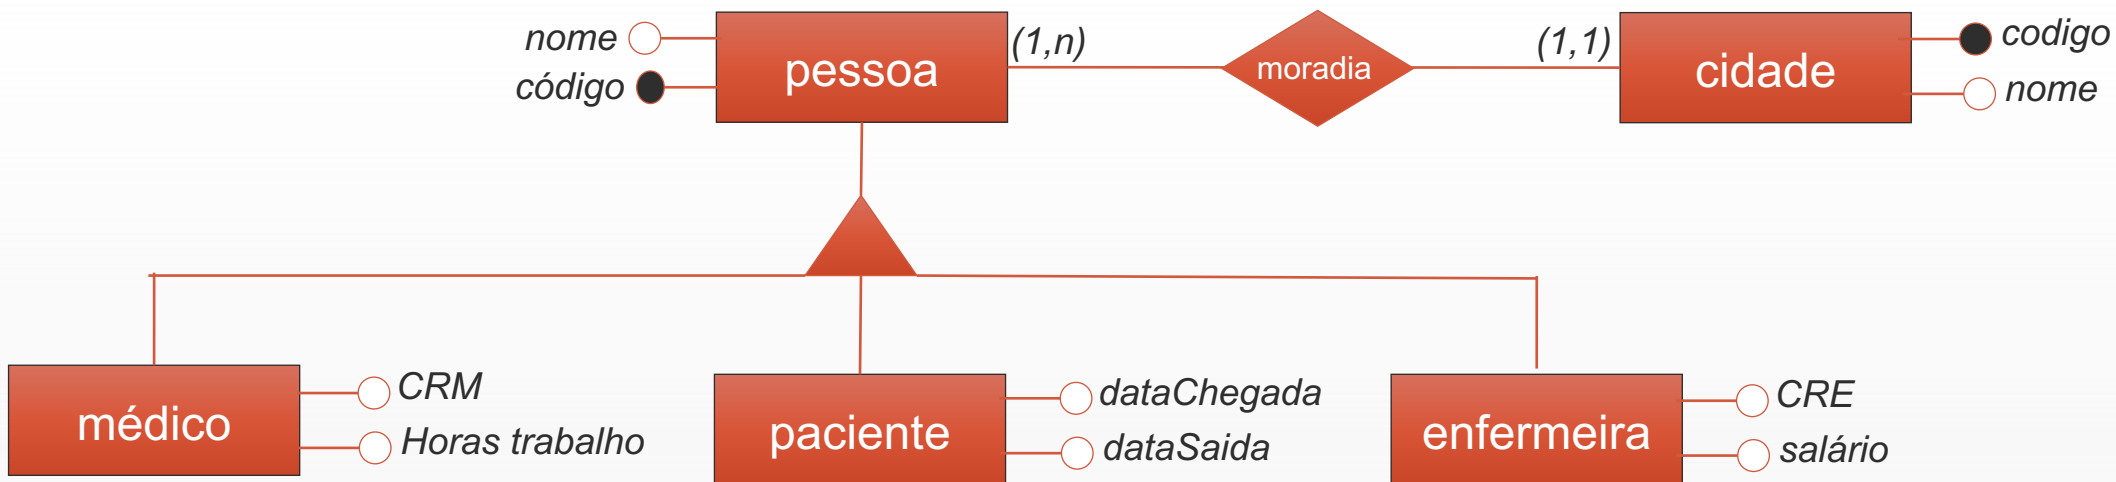 nome
código
pessoa
(1,n)
moradia
(1,1)
cidade
codigo
nome
médico
CRM
Horas trabalho
paciente
dataChegada
dataSaida
enfermeira
CRE
salário